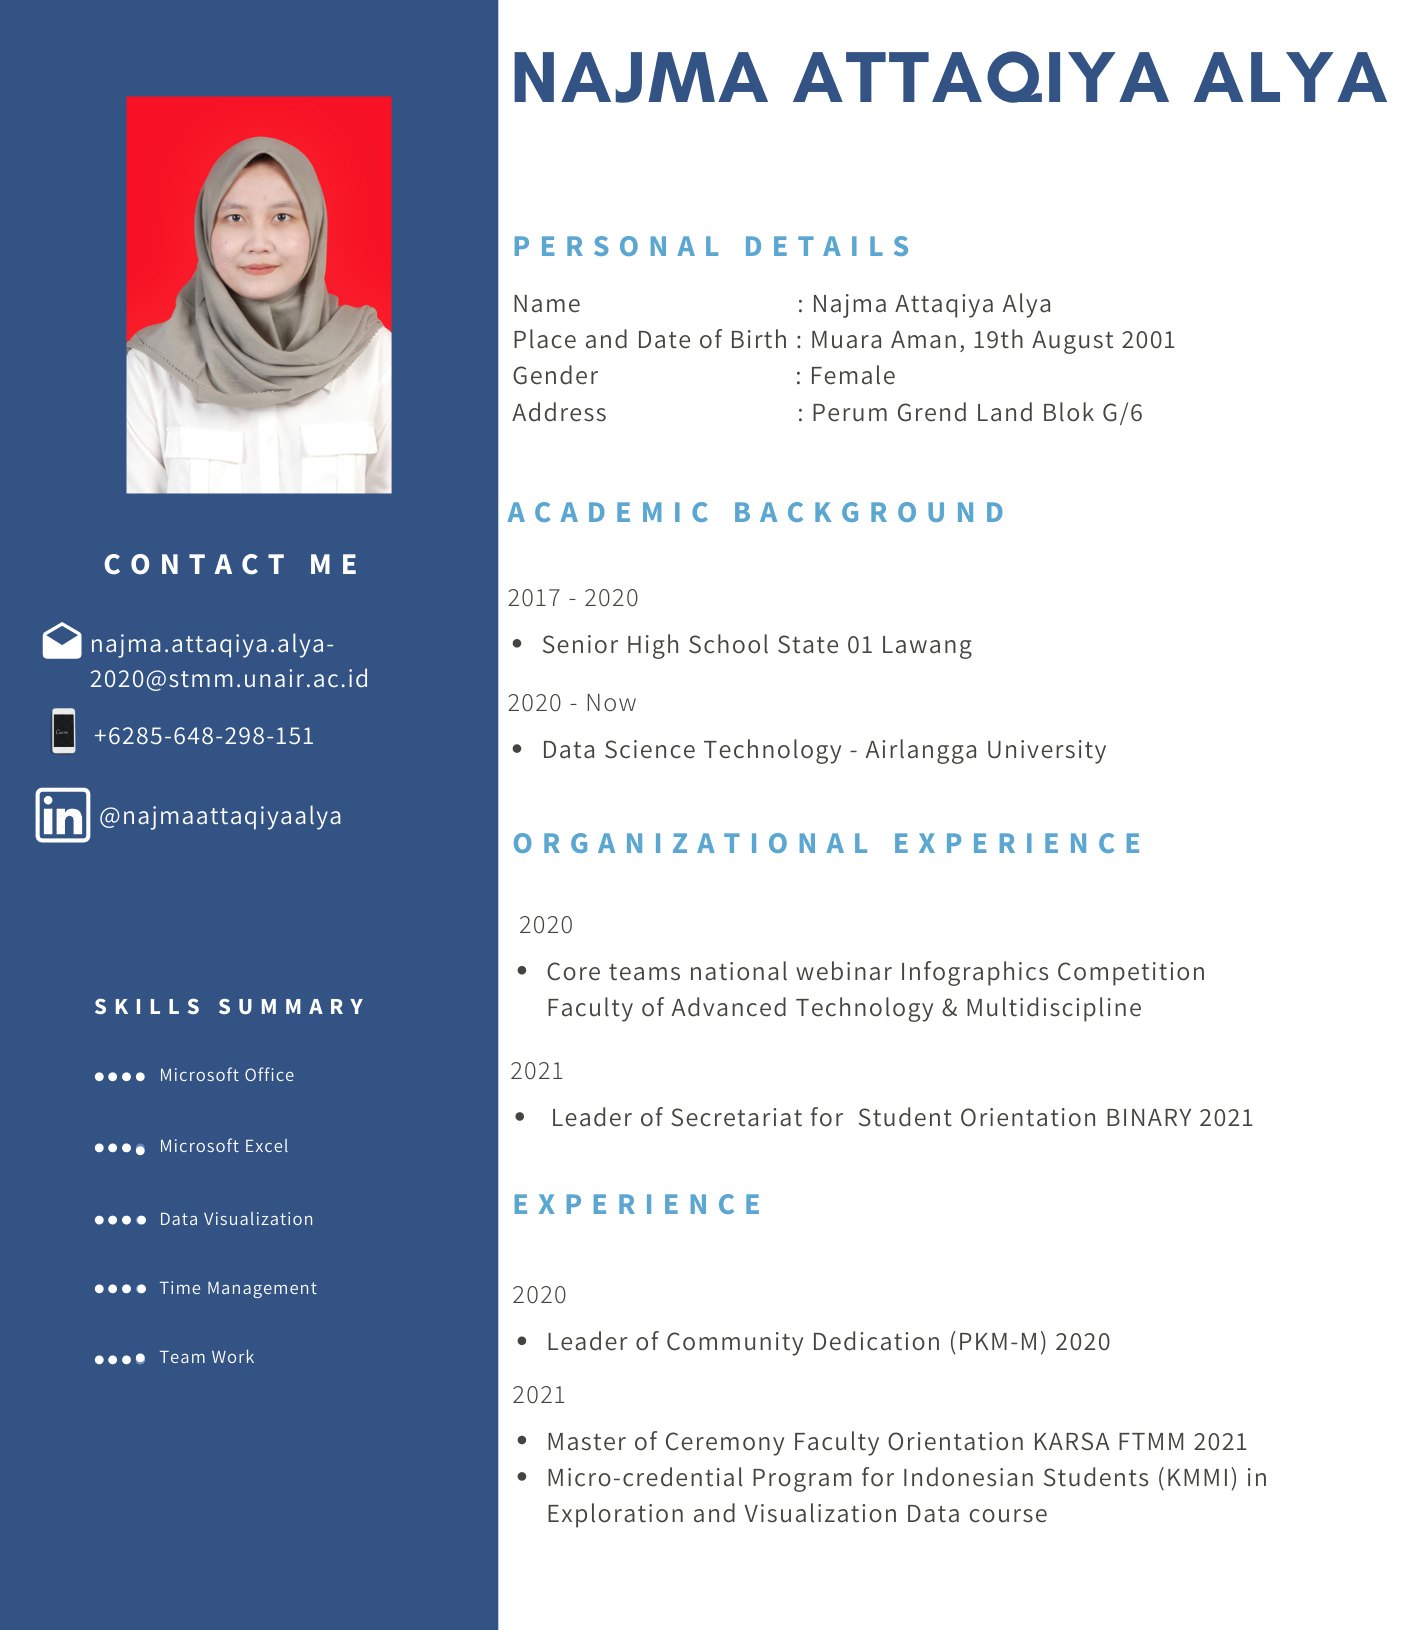 NAJMA ATTAQIYA ALYA
CONTACT ME
najma.attaqiya.alya-
2020@stmm.unair.ac.id
+6285-648-298-151
in
@najmaattaqiyaalya
SKILLS SUMMARY
Microsoft Office
Microsoft Excel
Data Visualization
Time Management
Team Work
PERSONAL DETAILS
Name : Najma Attaqiya Alya
Place and Date of Birth : Muara Aman, 19th August 2001
Gender : Female
Address : Perum Grend Land Blok G/6
ACADEMIC BACKGROUND
2017 - 2020
• Senior High School State 01 Lawang
2020 - Now
• Data Science Technology - Airlangga University
ORGANIZATIONAL EXPERIENCE
2020
• Core teams national webinar Infographics Competition
Faculty of Advanced Technology & Multidiscipline
2021
• Leader of Secretariat for Student Orientation BINARY 2021
EXPERIENCE
2020
• Leader of Community Dedication (PKM-M) 2020
2021
• Master of Ceremony Faculty Orientation KARSA FTMM 2021
• Micro-credential Program for Indonesian Students (KMMI) in
Exploration and Visualization Data course